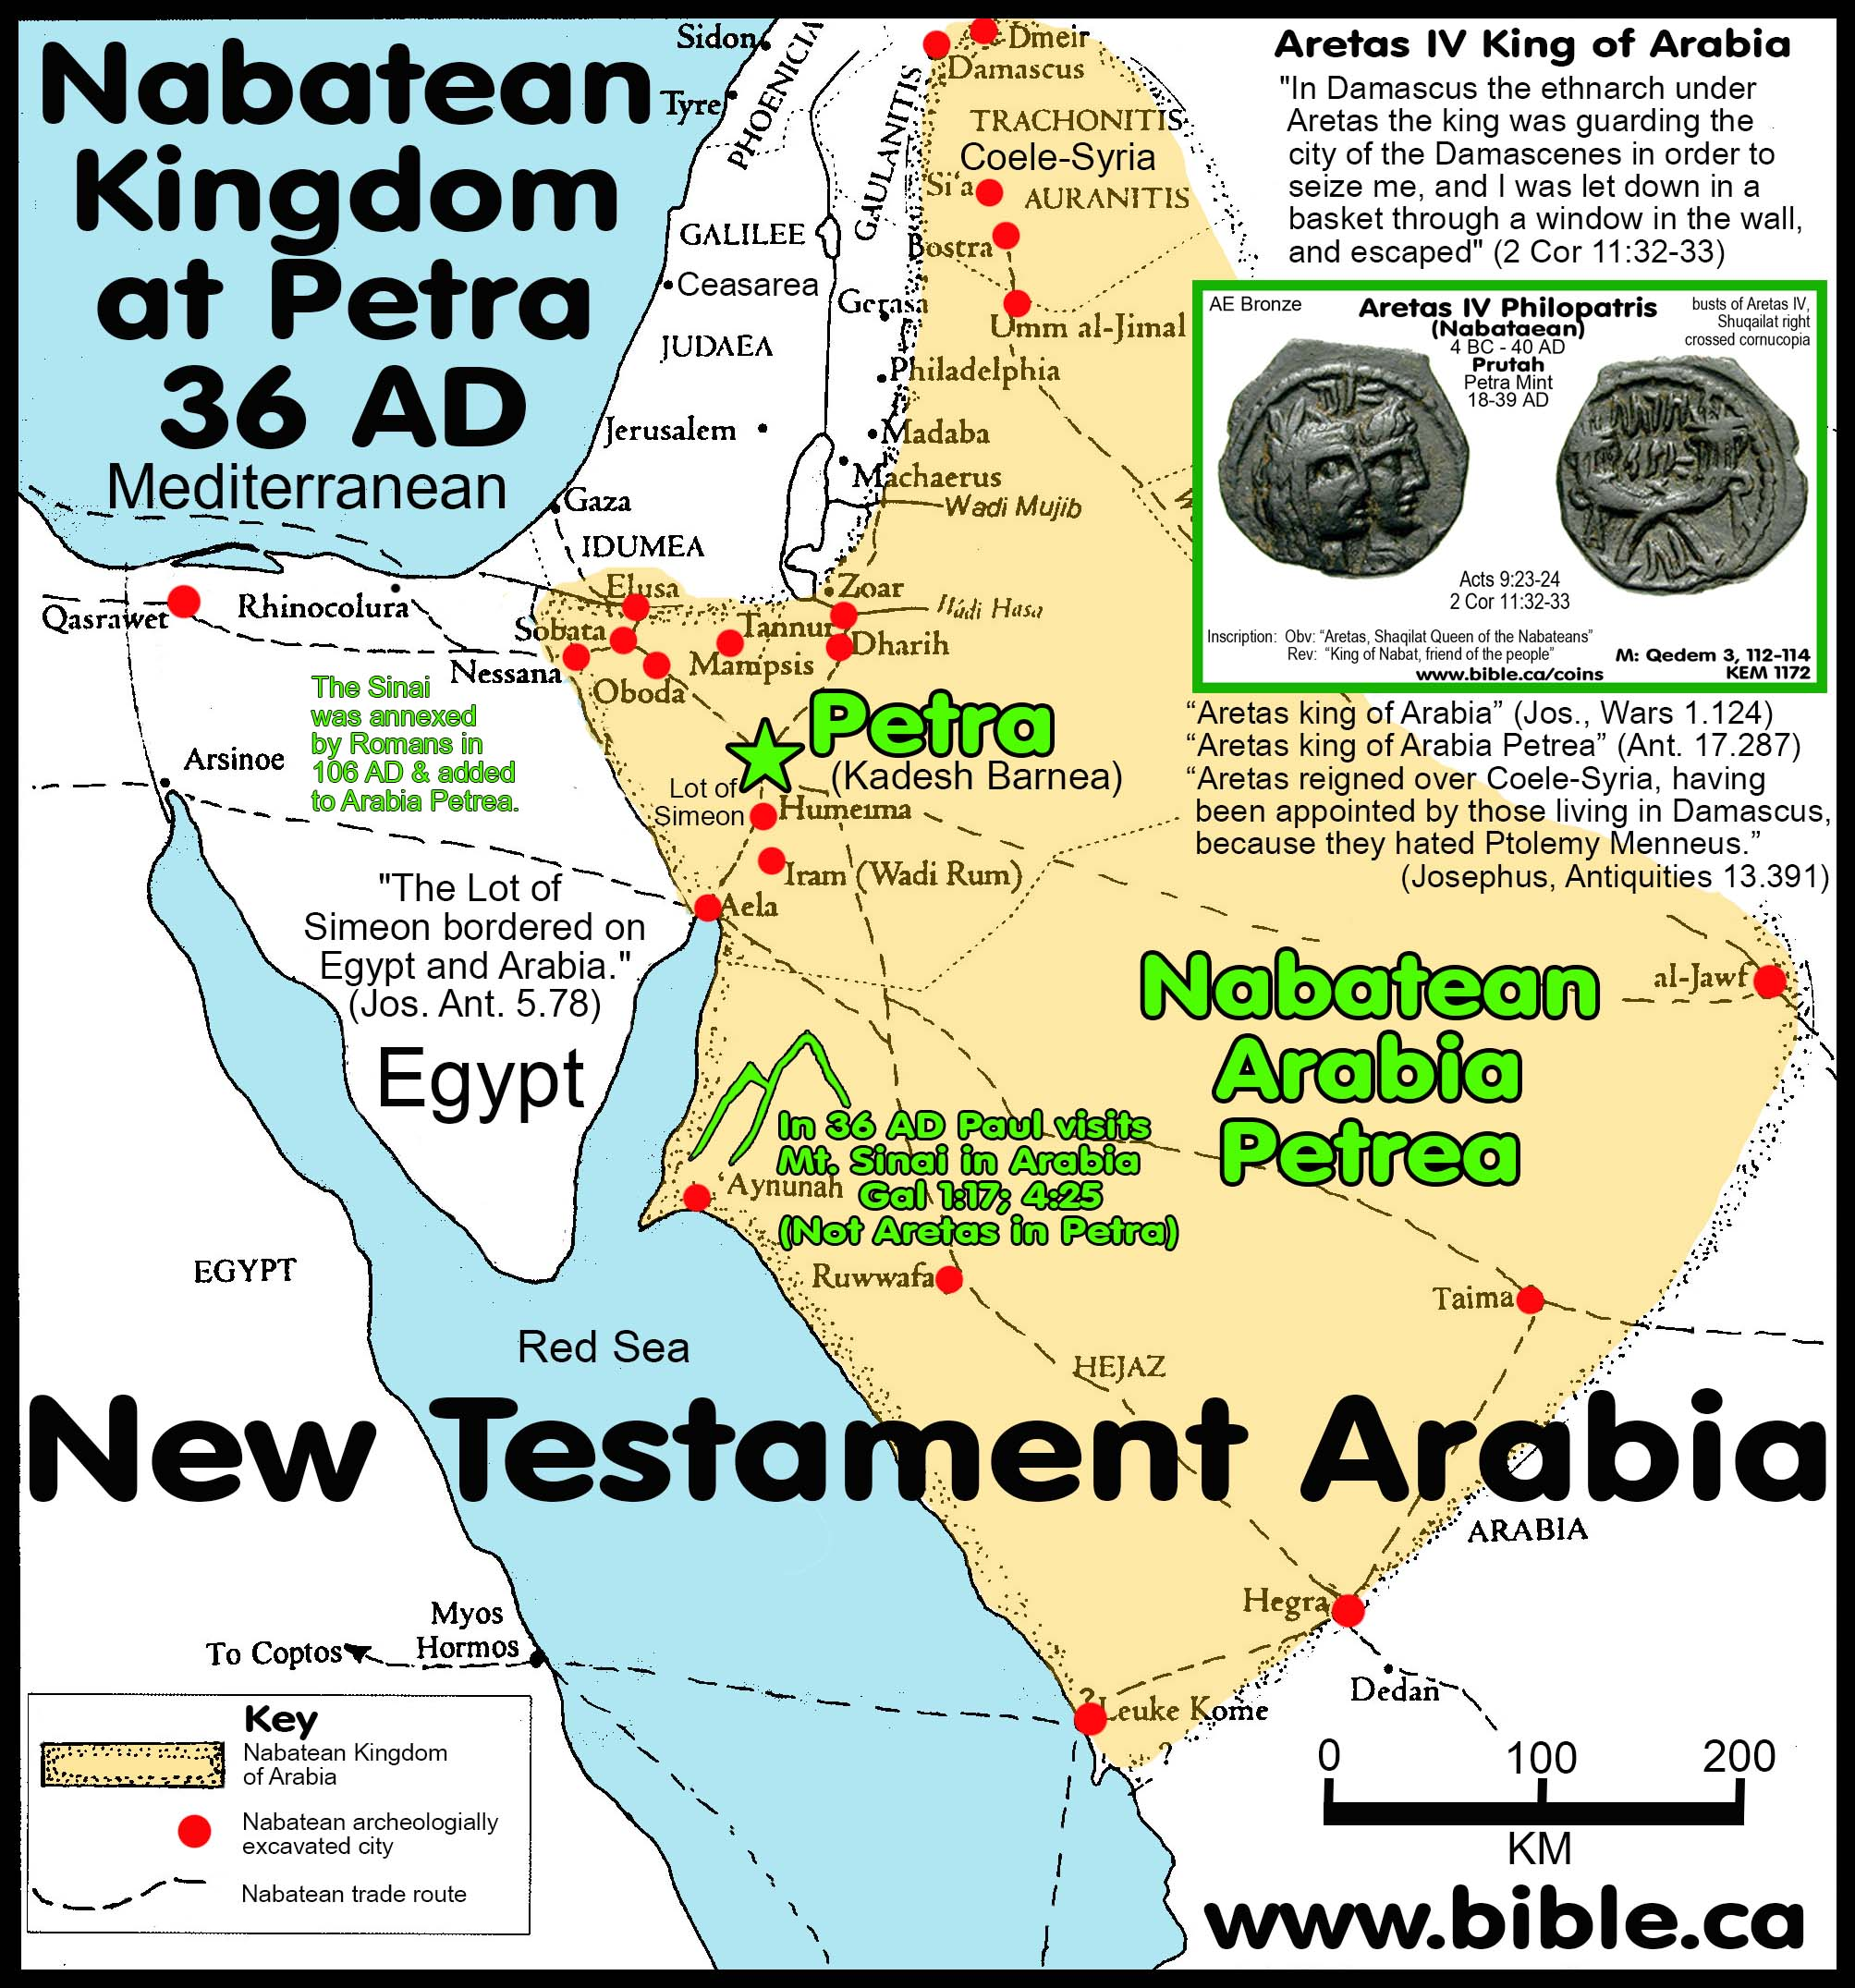 Nabatean
Kingdom
at Petra
36 AD
Mediterranean
Sidon
Tyre
PHOENICIA
GAULANITIS
Dmeir
Damascus
TRACHONITIS
Coele-Syria
Si'a
AURANITIS
Bostra
GALILEE
Ceasarea
Gerasa
Umm al-Jimal
JUDAEA
Philadelphia
Jerusalem
Madaba
Machaerus
Wadi Mujib
Gaza
IDUMEA
Elusa
Zoar
Wadi Hasa
Qasrawet
Rhinocolura
Sobata
Tannur
Dharih
Nessana
Mampsis
Oboda
The Sinai
was annexed
by Romans in
106 AD & added
to Arabia Petrea.
Arsinoe
Petra
(Kadesh Barnea)
Lot of
Simeon
Humeima
Iram (Wadi Rum)
Aela
"The Lot of
Simeon bordered on
Egypt and Arabia."
(Jos. Ant. 5.78)
Egypt
Aretas IV King of Arabia
"In Damascus the ethnarch under
Aretas the king was guarding the
city of the Damascenes in order to
seize me, and I was let down in a
basket through a window in the wall,
and escaped" (2 Cor 11:32-33)
AE Bronze
Aretas IV Philopatris
(Nabataean)
4 BC - 40 AD
Prutah
Petra Mint
18-39 AD
busts of Aretas IV,
Shuqailat right
crossed cornucopia
Acts 9:23-24
2 Cor 11:32-33
Inscription: Obv: “Aretas, Shaqilat Queen of the Nabateans”
Rev: “King of Nabat, friend of the people”
www.bible.ca/coins
M: Qedem 3, 112-114
KEM 1172
“Aretas king of Arabia” (Jos., Wars 1.124)
“Aretas king of Arabia Petrea” (Ant. 17.287)
“Aretas reigned over Coele-Syria, having
been appointed by those living in Damascus,
because they hated Ptolemy Menneus.”
(Josephus, Antiquities 13.391)
al-Jawf
Nabatean
Arabia
Petrea
In 36 AD Paul visits
Mt. Sinai in Arabia
Gal 1:17; 4:25
(Not Aretas in Petra)
'Aynunah
EGYPT
Ruwwafa
Taima
Red Sea
HEJAZ
New Testament Arabia
ARABIA
Hegra
Myos
Hormos
To Coptos
Dedan
?
Leuke Kome
?
Key
Nabatean Kingdom
of Arabia
Nabatean archeologially
excavated city
Nabatean trade route
0 100 200
KM
www.bible.ca